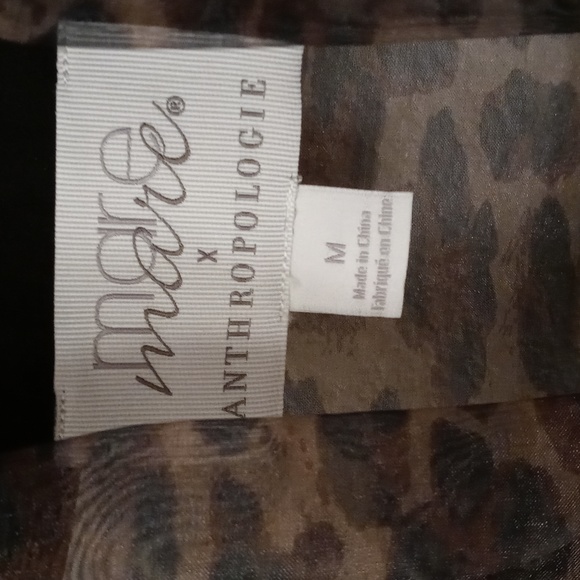 mare
mare®
x
ANTHROPOLOGIE
M
Made in China
Fabriqué en Chine